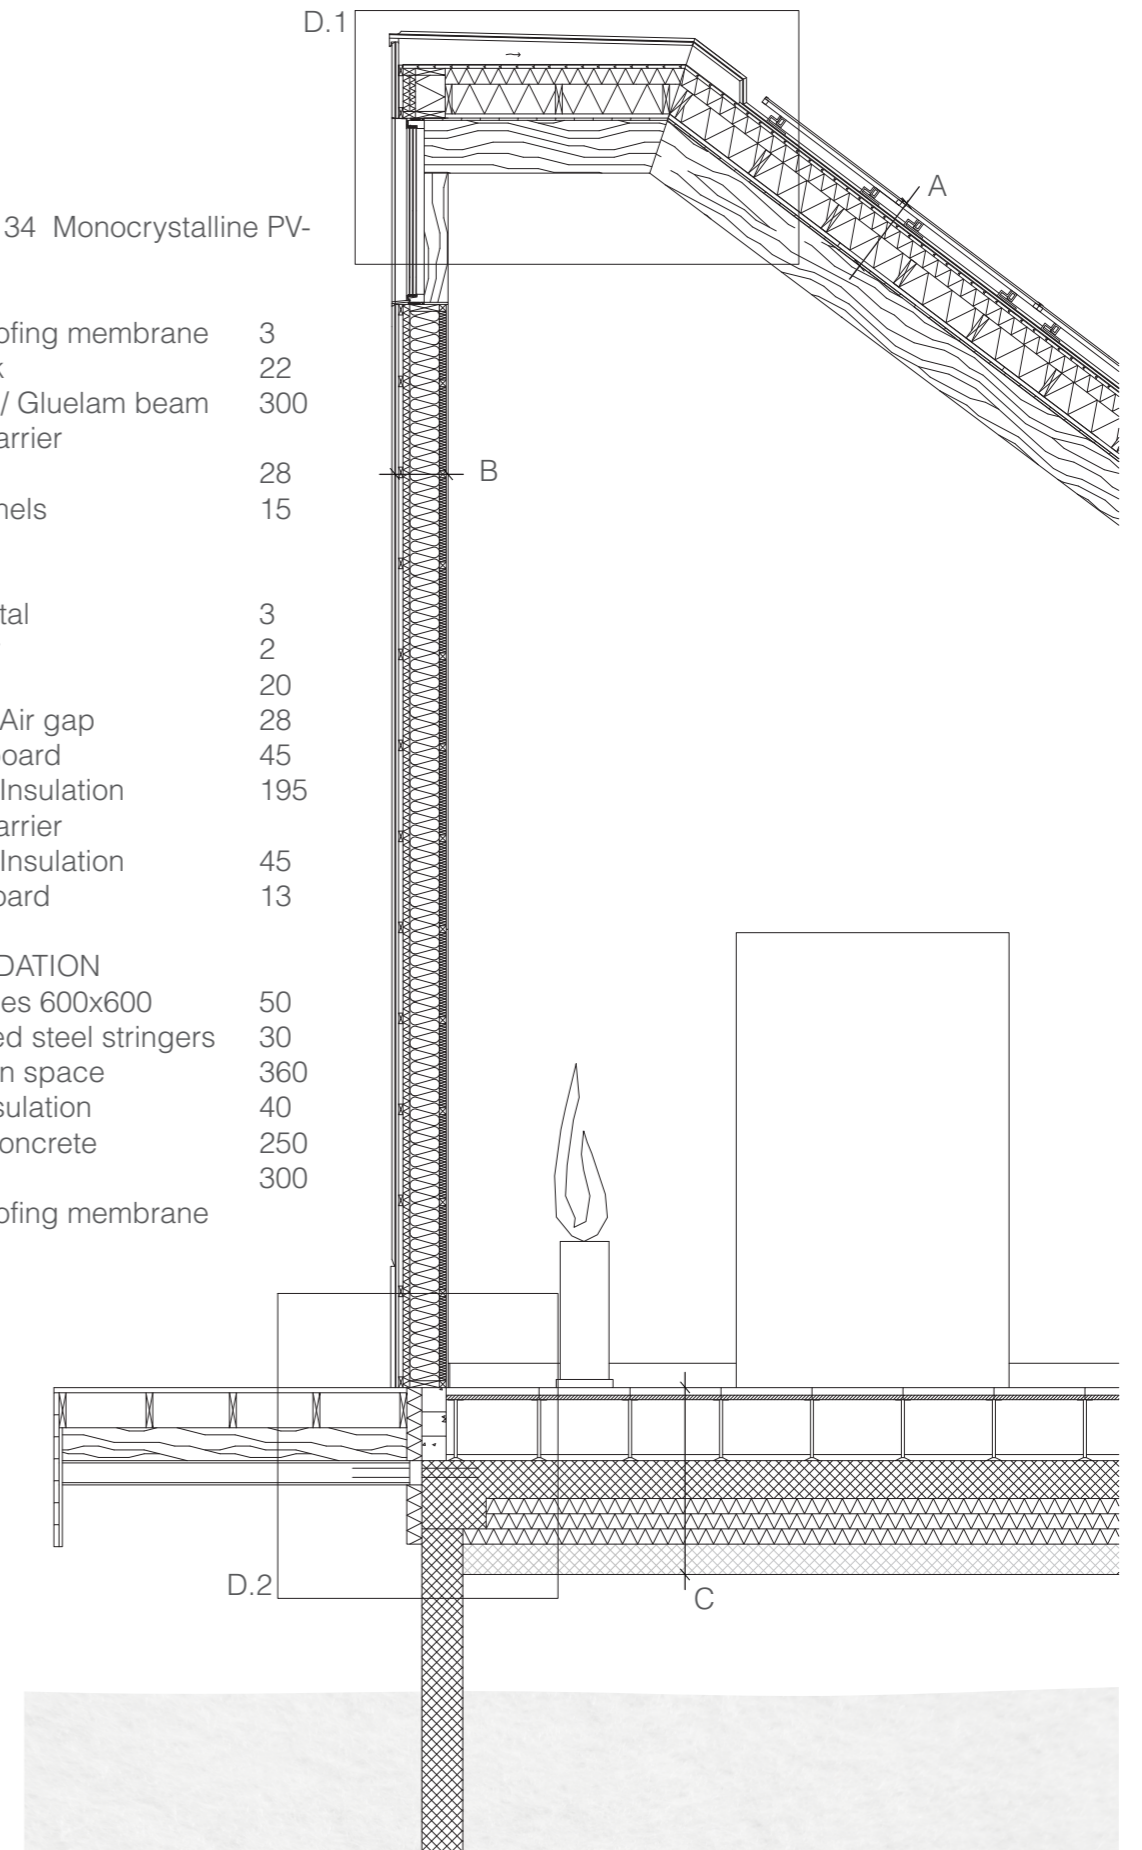 D.1
A
34 Monocrystalline PV-
ofing membrane 3
k 22
/ Gluelam beam 300
arrier
28
B
nels 15
tal 3
2
20
Air gap 28
oard 45
Insulation 195
arrier
Insulation 45
oard 13
DATION
es 600x600 50
ed steel stringers 30
n space 360
sulation 40
oncrete 250
300
ofing membrane
D.2
C